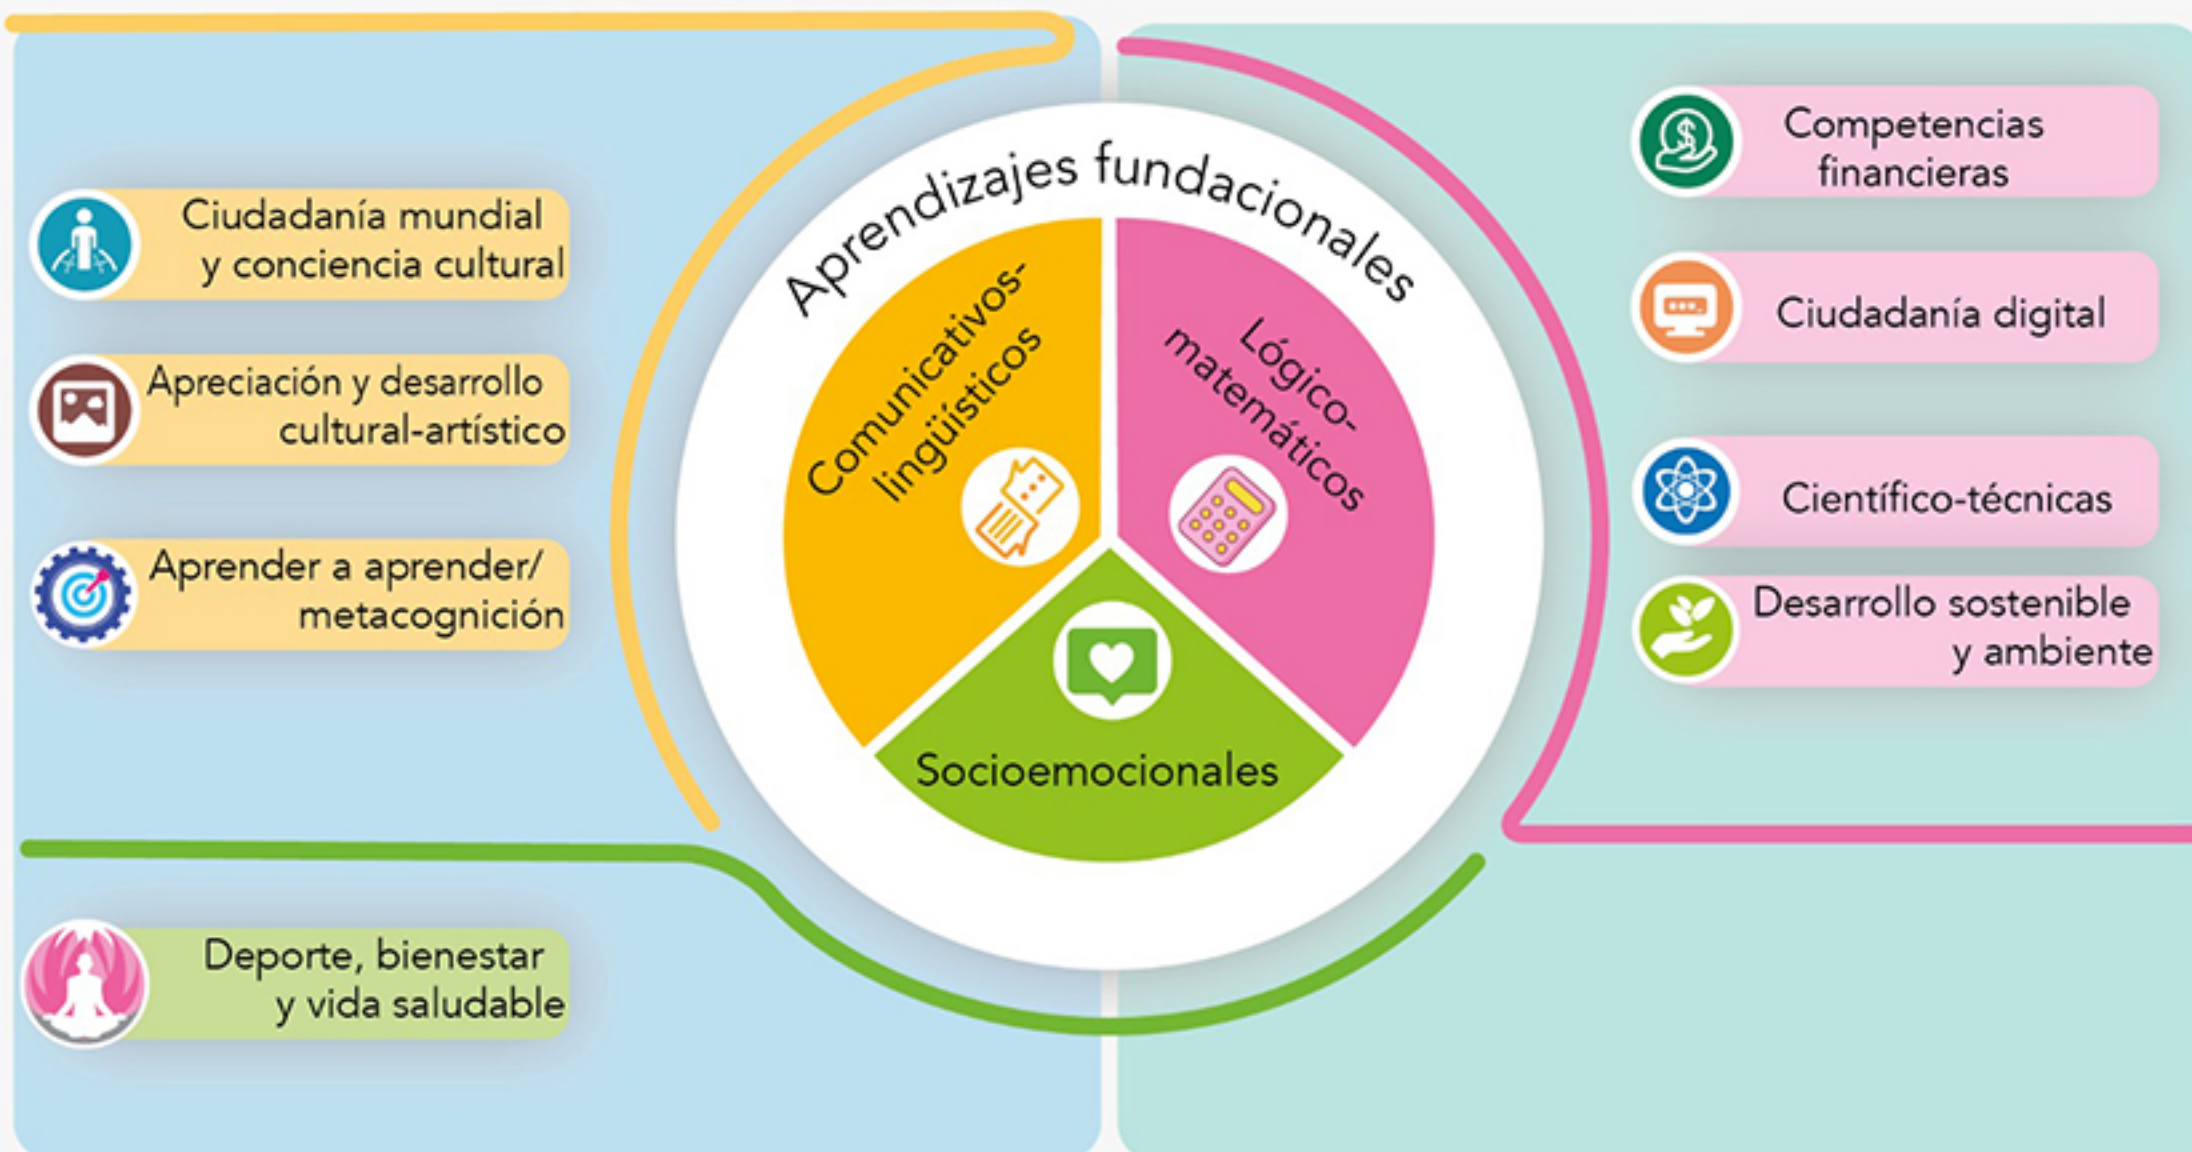 Aprendizajes fundacionales
Comunicativos-
lingüísticos
Lógico-
matemáticos
Socioemocionales
Ciudadanía mundial
y conciencia cultural
Apreciación y desarrollo
cultural-artístico
Aprender a aprender/
metacognición
Deporte, bienestar
y vida saludable
Competencias
financieras
Ciudadanía digital
Científico-técnicas
Desarrollo sostenible
y ambiente